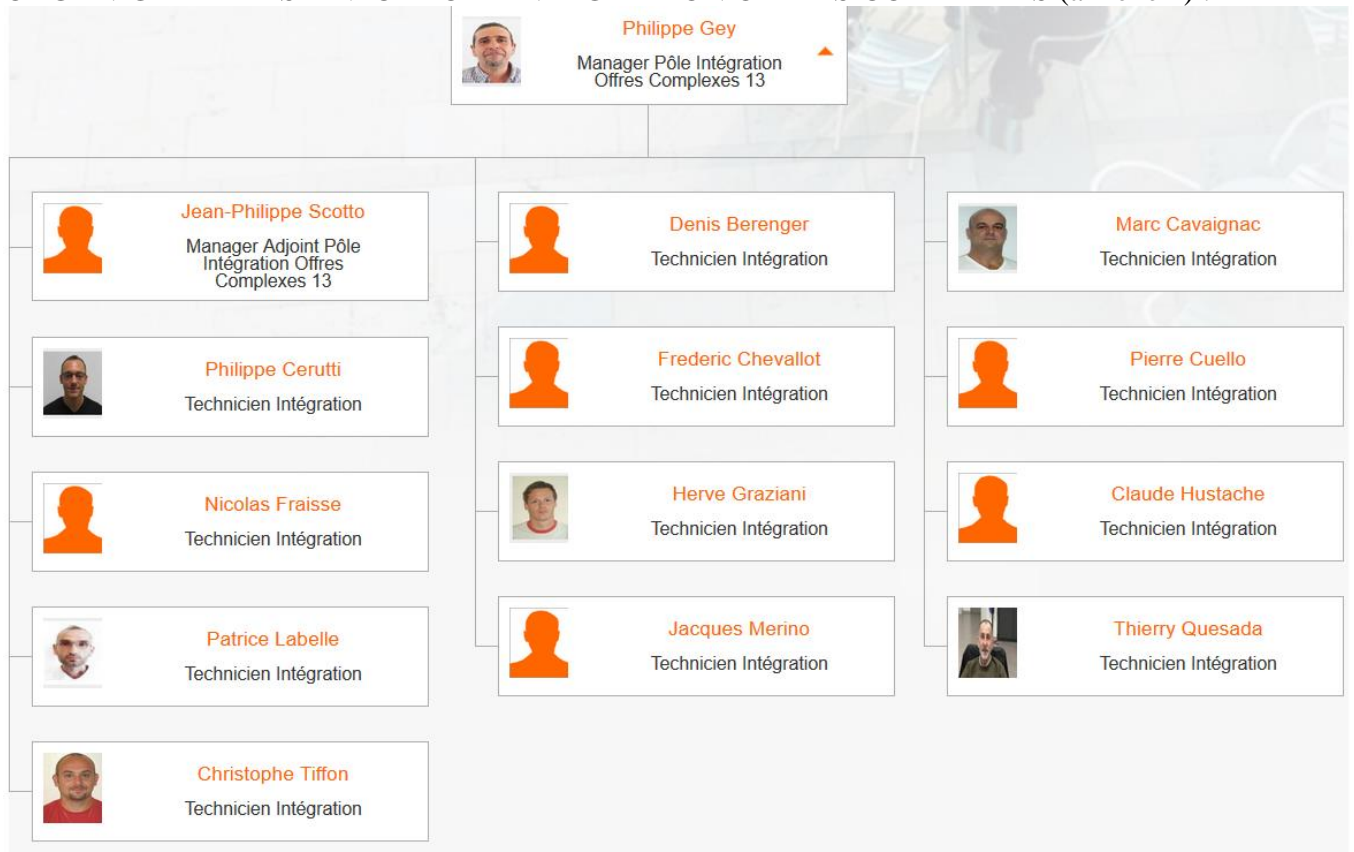 Philippe Gey
Manager Pôle Intégration
Offres Complexes 13
Jean-Philippe Scotto
Manager Adjoint Pôle
Intégration Offres
Complexes 13
Denis Berenger
Technicien Intégration
Marc Cavaignac
Technicien Intégration
Philippe Cerutti
Technicien Intégration
Frederic Chevallot
Technicien Intégration
Pierre Cuello
Technicien Intégration
Nicolas Fraisse
Technicien Intégration
Herve Graziani
Technicien Intégration
Claude Hustache
Technicien Intégration
Patrice Labelle
Technicien Intégration
Jacques Merino
Technicien Intégration
Thierry Quesada
Technicien Intégration
Christophe Tiffon
Technicien Intégration